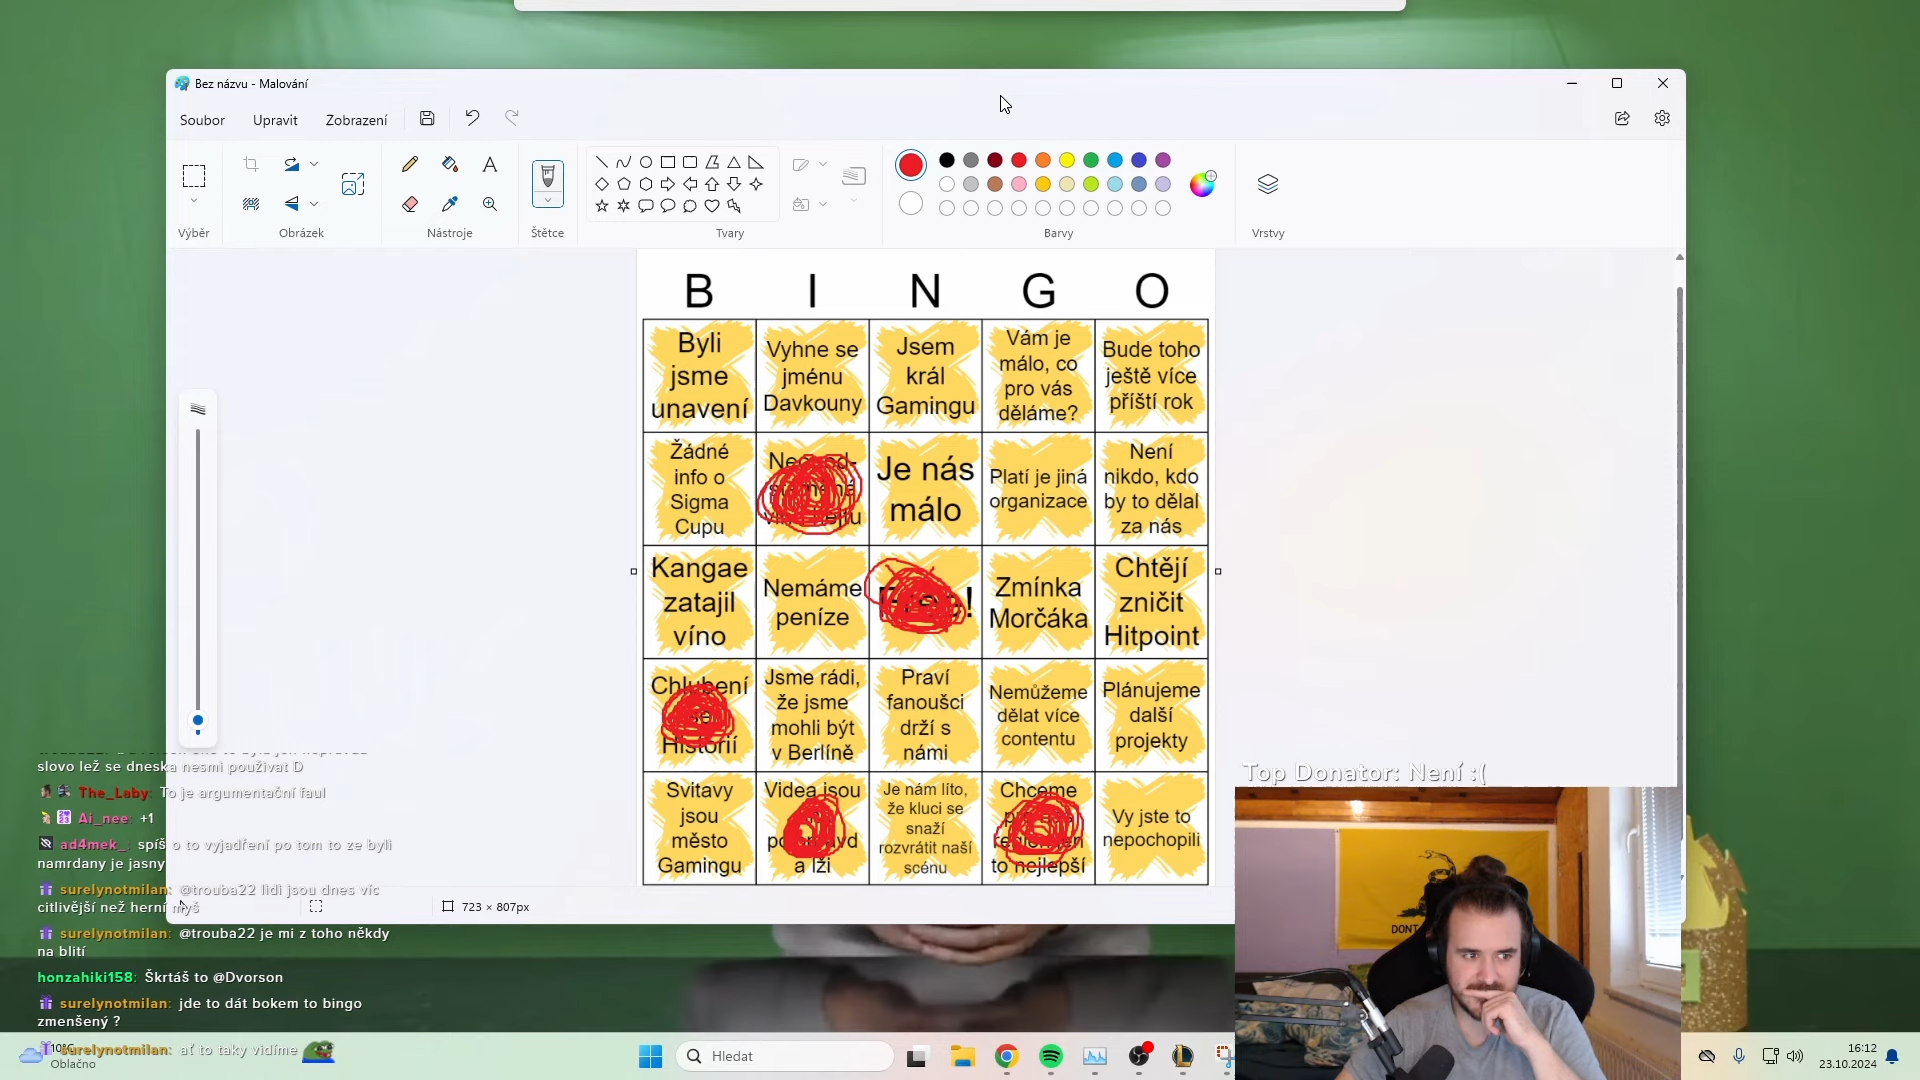 Bez názvu - Malování
Soubor Upravit Zobrazení
Výběr Obrázek Nástroje Štětce Tvary Barvy Vrstvy
B I N G O
Byli
jsme
unavení
Vyhne se
jménu
Davkouny
Jsem
král
Gamingu
Vám je
málo, co
pro vás
děláme?
Bude toho
ještě více
příští rok
Žádné
info o
Sigma
Cupu
Je nás
málo
Platí je jiná
organizace
Není
nikdo, kdo
by to dělal
za nás
Kangae
zatajil
víno
Nemáme
peníze
Zmínka
Morčáka
Chtějí
zničit
Hitpoint
Chlubení
Historií
Jsme rádi,
že jsme
mohli být
v Berlíně
Praví
fanoušci
drží s
námi
Nemůžeme
dělat více
contentu
Plánujeme
další
projekty
Svitavy
jsou
město
Gamingu
Videa jsou
a lži
Je nám líto,
že kluci se
snaží
rozvrátit naší
scénu
Chceme
to nejlepší
Vy jste to
nepochopili
723 × 807px
slovo lež se dneska nesmi použivat D
The_Laby: To je argumentační faul
Ai_nee: +1
ad4mek_: spíš o to vyjadření po tom to ze byli
namrdany je jasny
surelynotmilan: @trouba22 lidi jsou dnes víc
citlivější než herní myš
surelynotmilan: @trouba22 je mi z toho někdy
na blití
honzahiki158: Škrtáš to @Dvorson
surelynotmilan: jde to dát bokem to bingo
zmenšený ?
surelynotmilan: ať to taky vidíme
Top Donator: Není :(
DONT
10°C
Oblačno
Hledat
16:12
23.10.2024